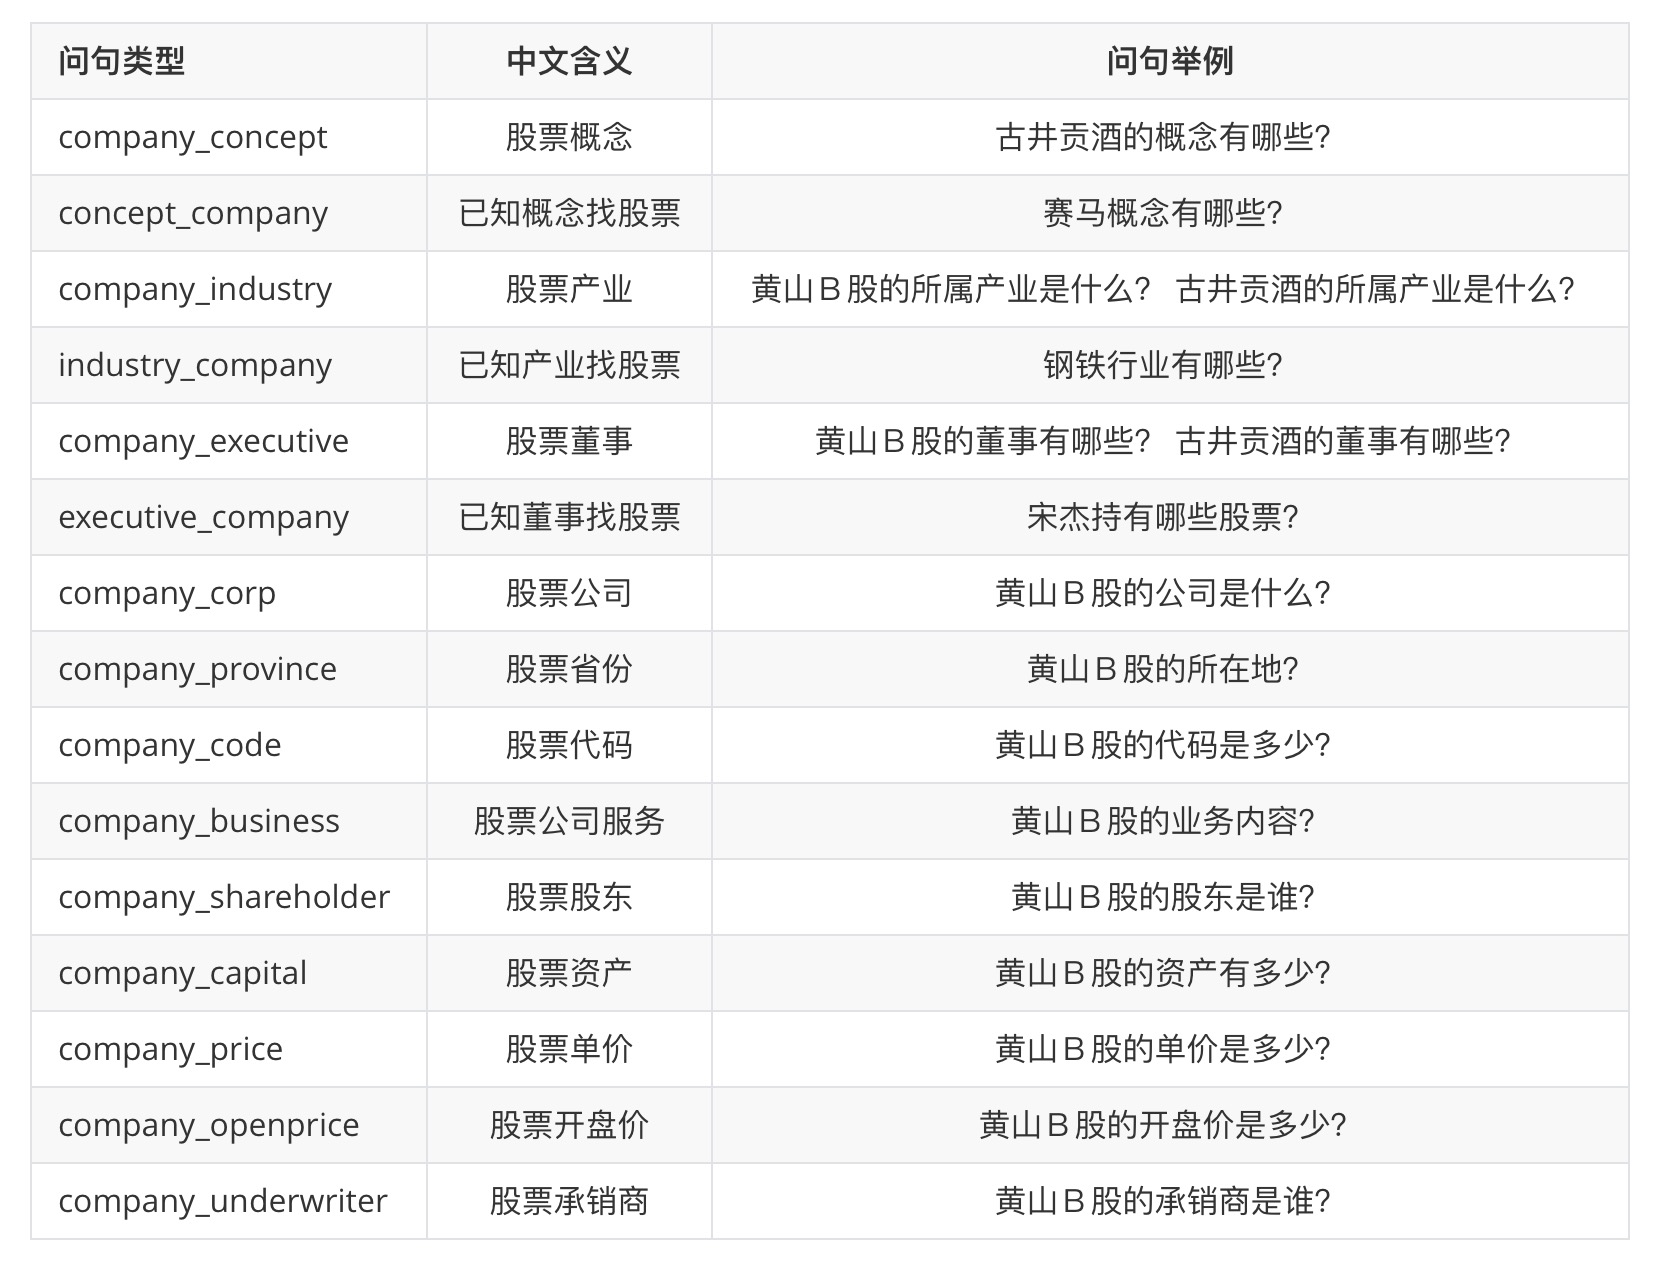 问句类型 中文含义 问句举例
company_concept 股票概念 古井贡酒的概念有哪些?
concept_company 已知概念找股票 赛马概念有哪些?
company_industry 股票产业 黄山Ｂ股的所属产业是什么? 古井贡酒的所属产业是什么?
industry_company 已知产业找股票 钢铁行业有哪些?
company_executive 股票董事 黄山Ｂ股的董事有哪些? 古井贡酒的董事有哪些?
executive_company 已知董事找股票 宋杰持有哪些股票?
company_corp 股票公司 黄山Ｂ股的公司是什么?
company_province 股票省份 黄山Ｂ股的所在地?
company_code 股票代码 黄山Ｂ股的代码是多少?
company_business 股票公司服务 黄山Ｂ股的业务内容?
company_shareholder 股票股东 黄山Ｂ股的股东是谁?
company_capital 股票资产 黄山Ｂ股的资产有多少?
company_price 股票单价 黄山Ｂ股的单价是多少?
company_openprice 股票开盘价 黄山Ｂ股的开盘价是多少?
company_underwriter 股票承销商 黄山Ｂ股的承销商是谁?